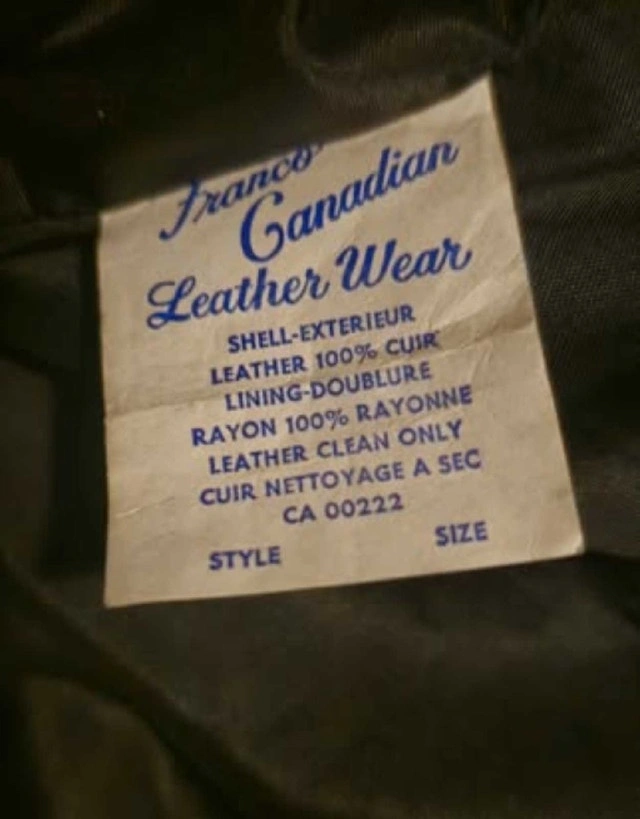 Franco
Canadian
Leather Wear
SHELL-EXTERIEUR
LEATHER 100% CUIR
LINING-DOUBLURE
RAYON 100% RAYONNE
LEATHER CLEAN ONLY
CUIR NETTOYAGE A SEC
CA 00222
STYLE SIZE